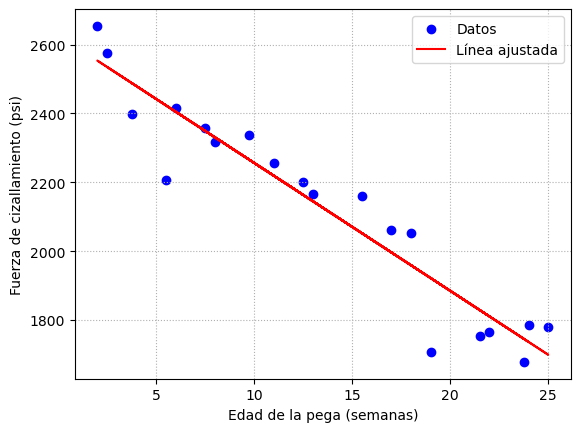 2600
2400
2200
2000
1800
Fuerza de cizallamiento (psi)
Datos
Línea ajustada
5
10
15
20
25
Edad de la pega (semanas)